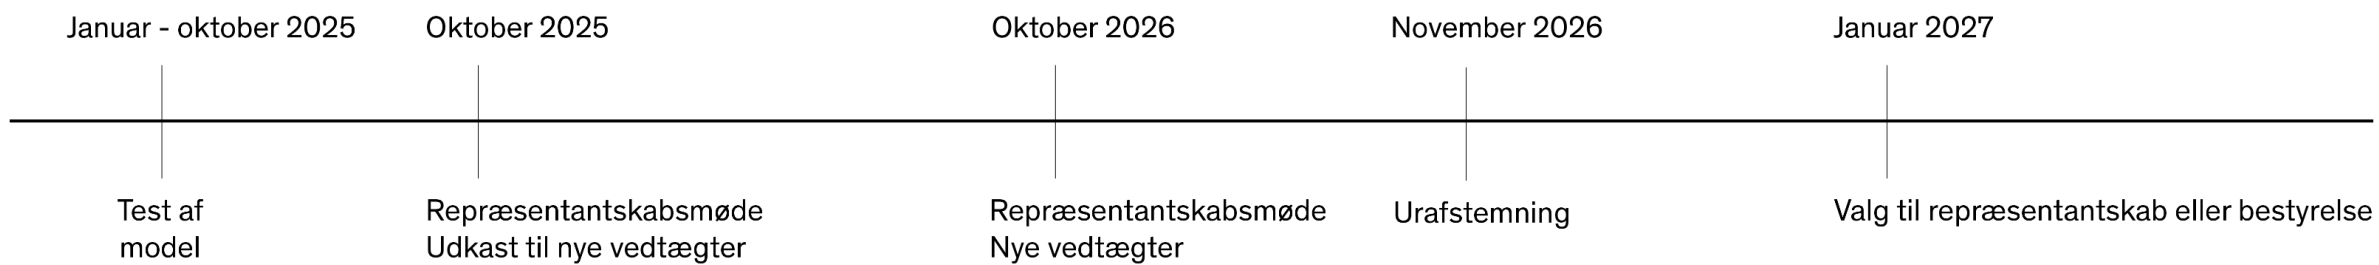 Januar - oktober 2025
Oktober 2025
Oktober 2026
November 2026
Januar 2027
Test af
model
Repræsentantskabsmøde
Udkast til nye vedtægter
Repræsentantskabsmøde
Nye vedtægter
Urafstemning
Valg til repræsentantskab eller bestyrelse